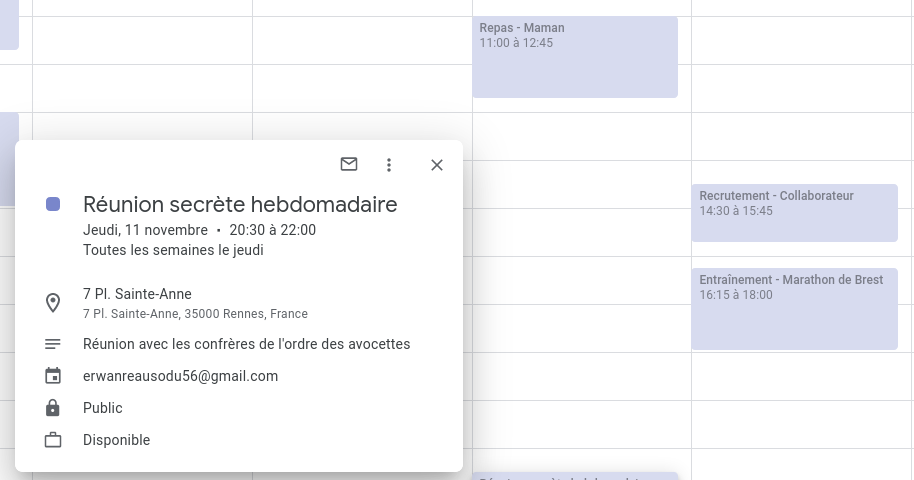 Repas - Maman
11:00 à 12:45
Réunion secrète hebdomadaire
Jeudi, 11 novembre • 20:30 à 22:00
Toutes les semaines le jeudi
7 Pl. Sainte-Anne
7 Pl. Sainte-Anne, 35000 Rennes, France
Réunion avec les confrères de l'ordre des avocettes
erwanreausodu56@gmail.com
Public
Disponible
Recrutement - Collaborateur
14:30 à 15:45
Entraînement - Marathon de Brest
16:15 à 18:00